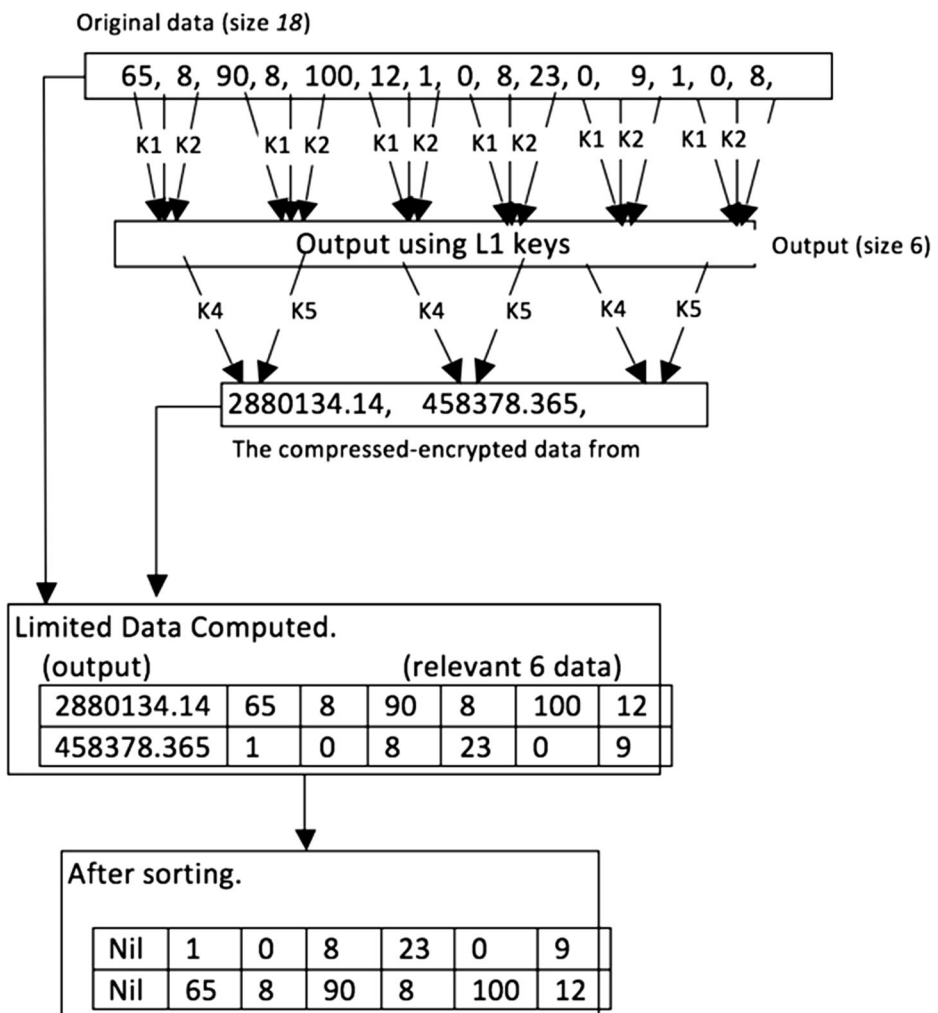 Original data (size 18)
65, 8, 90, 8, 100, 12, 1, 0, 8, 23, 0, 9, 1, 0, 8,
K1 K2 K1 K2 K1 K2 K1 K2 K1 K2 K1 K2
Output using L1 keys Output (size 6)
K4 K5 K4 K5 K4 K5
2880134.14, 458378.365,
The compressed-encrypted data from
Limited Data Computed.
(output) (relevant 6 data)
2880134.14 65 8 90 8 100 12
458378.365 1 0 8 23 0 9
After sorting.
Nil 1 0 8 23 0 9
Nil 65 8 90 8 100 12